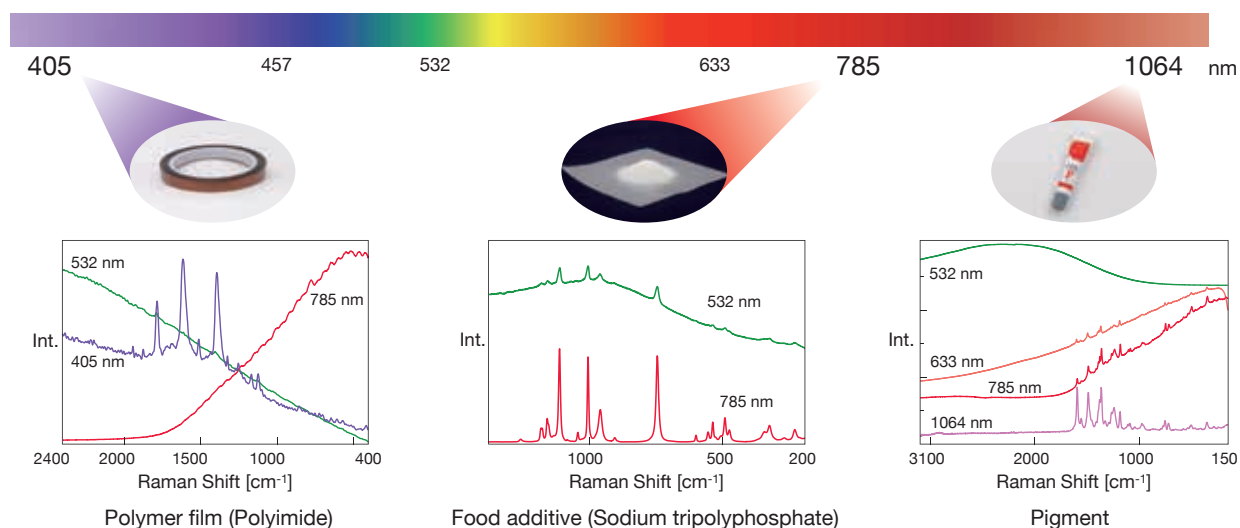 405 457 532 633 785 1064 nm
532 nm
785 nm
Int.
405 nm
2400 2000 1500 1000 400
Raman Shift [cm⁻¹]
Polymer film (Polyimide)
532 nm
Int.
785 nm
1000 500 200
Raman Shift [cm⁻¹]
Food additive (Sodium tripolyphosphate)
532 nm
Int.
633 nm
785 nm
1064 nm
3100 2000 1000 150
Raman Shift [cm⁻¹]
Pigment